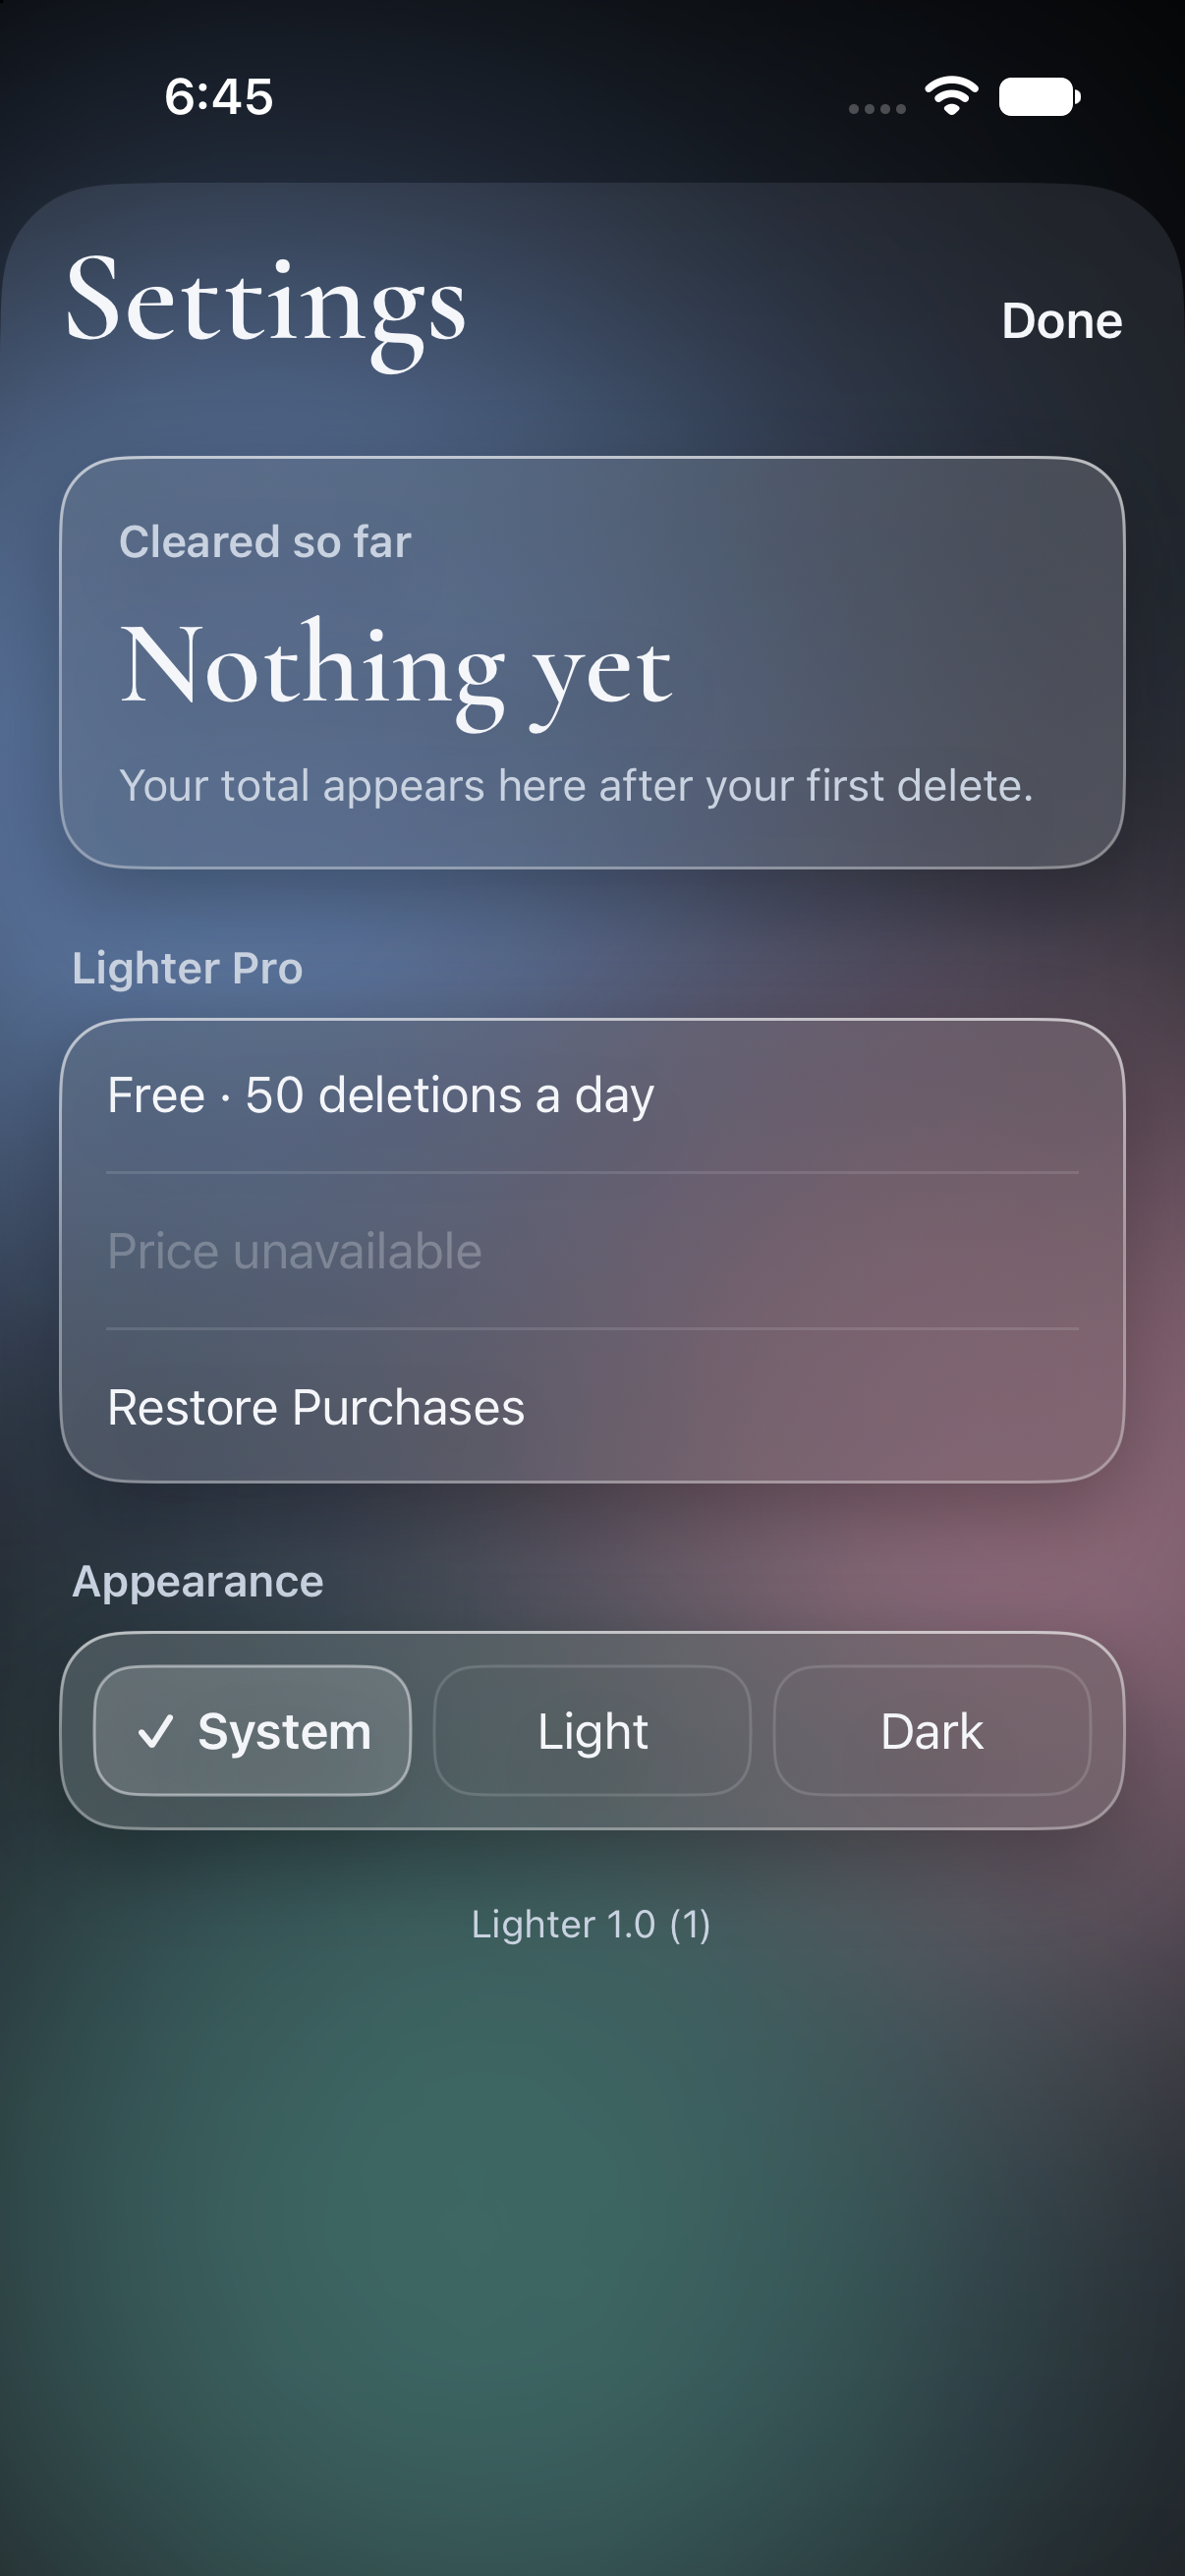 6:45
Settings
Done
Cleared so far
Nothing yet
Your total appears here after your first delete.
Lighter Pro
Free · 50 deletions a day
Price unavailable
Restore Purchases
Appearance
✓ System
Light
Dark
Lighter 1.0 (1)